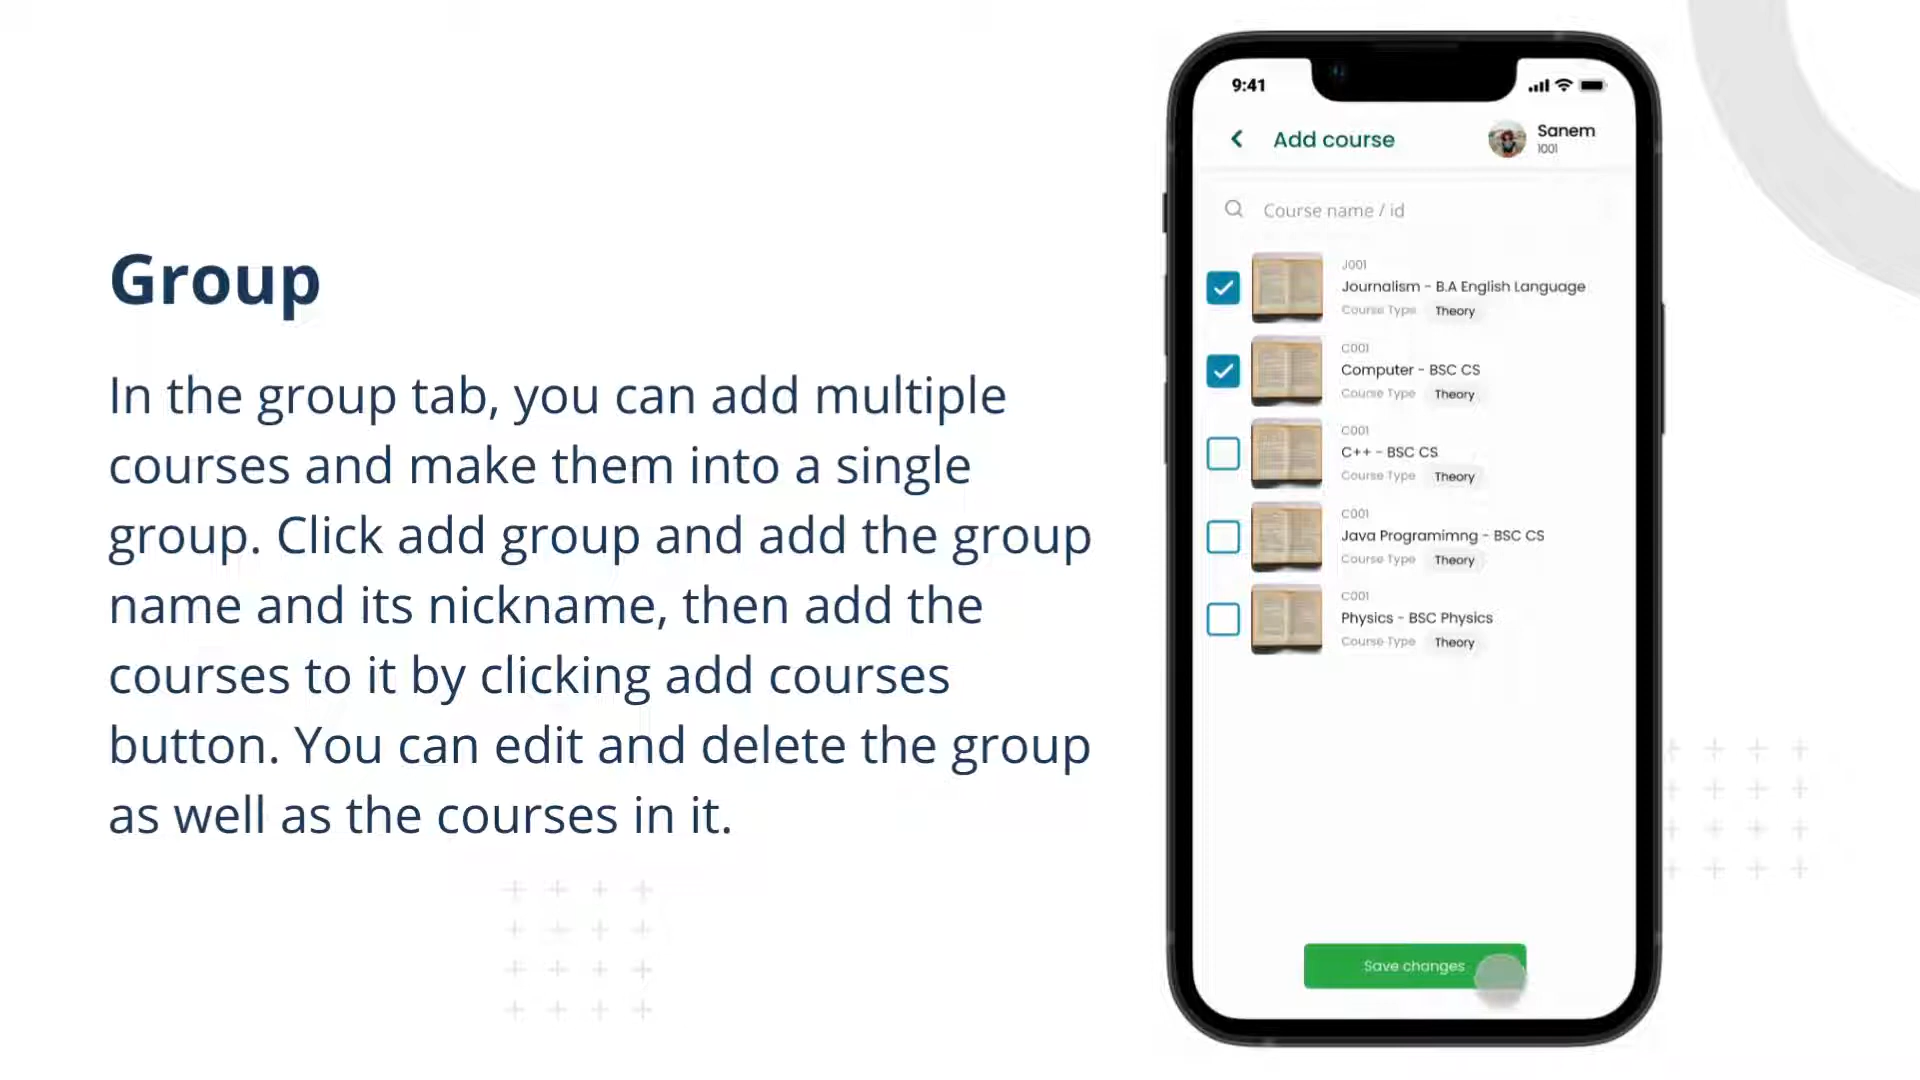 Group
In the group tab, you can add multiple
courses and make them into a single
group. Click add group and add the group
name and its nickname, then add the
courses to it by clicking add courses
button. You can edit and delete the group
as well as the courses in it.
9:41
Add course
Sanem
1001
Course name / id
J001
Journalism - B.A English Language
Course Type Theory
C001
Computer - BSC CS
Course Type Theory
C001
C++ - BSC CS
Course Type Theory
C001
Java Programimng - BSC CS
Course Type Theory
C001
Physics - BSC Physics
Course Type Theory
Save changes